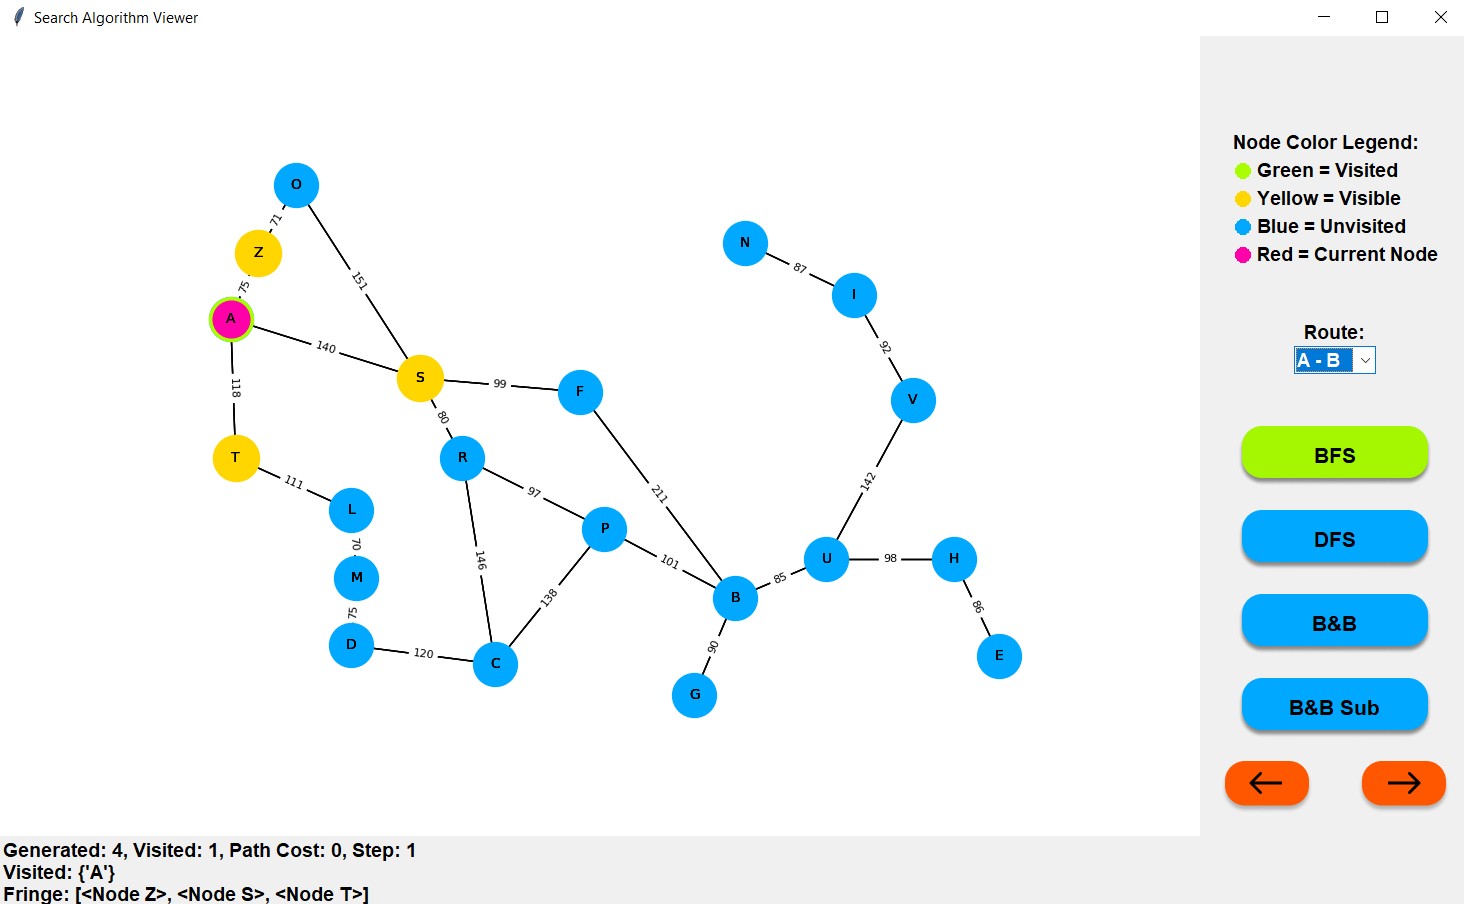 Search Algorithm Viewer
O
71
Z
75
A
151
140
118
S
99
F
80
T
111
R
97
L
70
M
75
D
120
C
146
138
P
101
211
B
90
G
85
U
98
H
86
E
142
V
92
I
87
N
Node Color Legend:
Green = Visited
Yellow = Visible
Blue = Unvisited
Red = Current Node
Route:
A - B
BFS
DFS
B&B
B&B Sub
Generated: 4, Visited: 1, Path Cost: 0, Step: 1
Visited: {'A'}
Fringe: [<Node Z>, <Node S>, <Node T>]